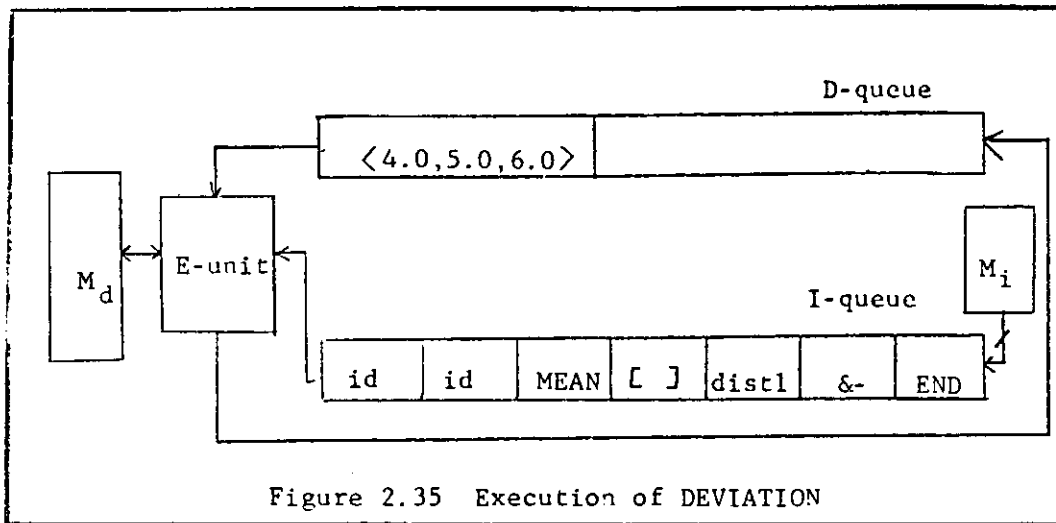 D-queue
<4.0,5.0,6.0>
M_d
E-unit
M_i
I-queue
id id MEAN [ ] distl &- END
Figure 2.35 Execution of DEVIATION